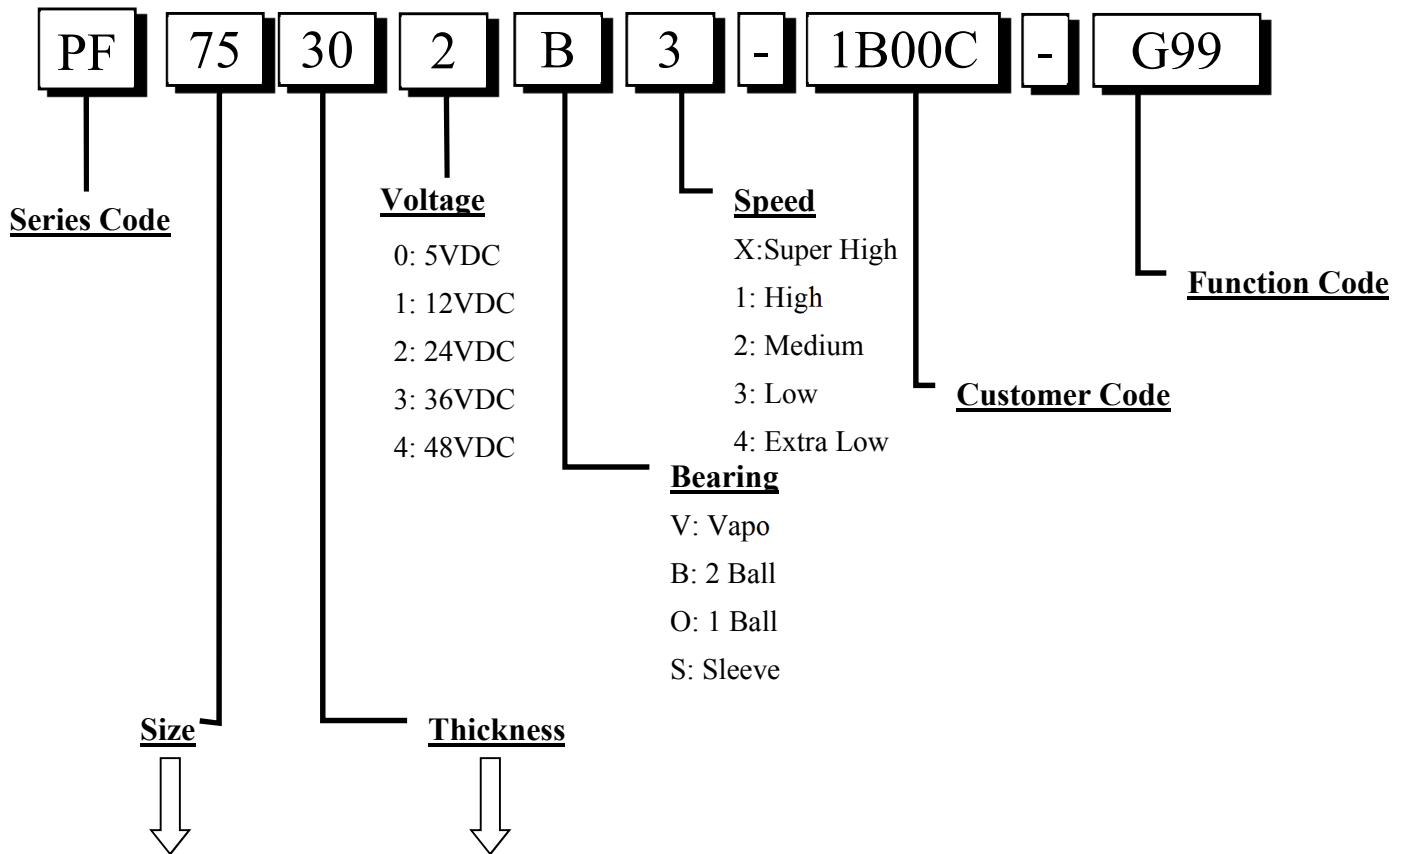 PF 75 30 2 B 3 - 1B00C - G99
Series Code
Voltage
0: 5VDC
1: 12VDC
2: 24VDC
3: 36VDC
4: 48VDC
Speed
X:Super High
1: High
2: Medium
3: Low
4: Extra Low
Function Code
Customer Code
Bearing
V: Vapo
B: 2 Ball
O: 1 Ball
S: Sleeve
Size
Thickness